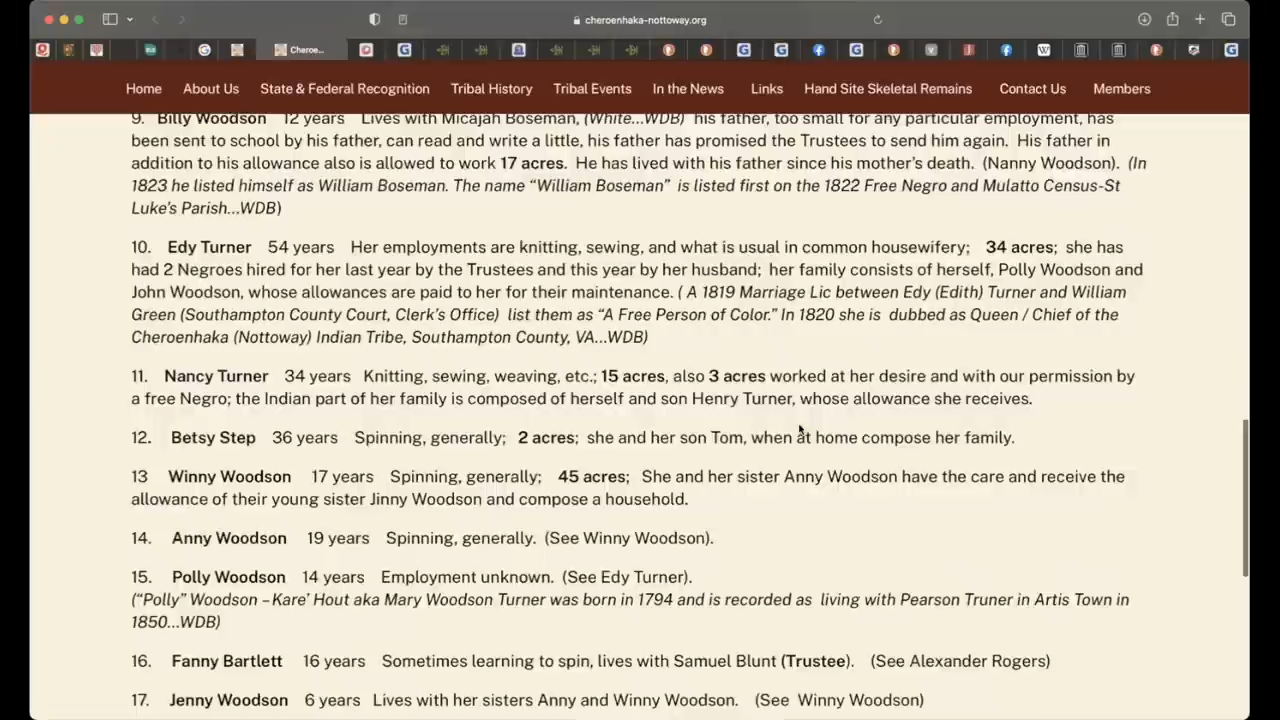 cheroenhaka-nottoway.org
Cheroe...
Home About Us State & Federal Recognition Tribal History Tribal Events In the News Links Hand Site Skeletal Remains Contact Us Members
9. Billy Woodson 12 years Lives with Micajah Boseman, (White...WDB) his father, too small for any particular employment, has
been sent to school by his father, can read and write a little, his father has promised the Trustees to send him again. His father in
addition to his allowance also is allowed to work 17 acres. He has lived with his father since his mother's death. (Nanny Woodson). (In
1823 he listed himself as William Boseman. The name “William Boseman” is listed first on the 1822 Free Negro and Mulatto Census-St
Luke's Parish...WDB)
10. Edy Turner 54 years Her employments are knitting, sewing, and what is usual in common housewifery; 34 acres; she has
had 2 Negroes hired for her last year by the Trustees and this year by her husband; her family consists of herself, Polly Woodson and
John Woodson, whose allowances are paid to her for their maintenance. ( A 1819 Marriage Lic between Edy (Edith) Turner and William
Green (Southampton County Court, Clerk's Office) list them as “A Free Person of Color.” In 1820 she is dubbed as Queen / Chief of the
Cheroenhaka (Nottoway) Indian Tribe, Southampton County, VA...WDB)
11. Nancy Turner 34 years Knitting, sewing, weaving, etc.; 15 acres, also 3 acres worked at her desire and with our permission by
a free Negro; the Indian part of her family is composed of herself and son Henry Turner, whose allowance she receives.
12. Betsy Step 36 years Spinning, generally; 2 acres; she and her son Tom, when at home compose her family.
13 Winny Woodson 17 years Spinning, generally; 45 acres; She and her sister Anny Woodson have the care and receive the
allowance of their young sister Jinny Woodson and compose a household.
14. Anny Woodson 19 years Spinning, generally. (See Winny Woodson).
15. Polly Woodson 14 years Employment unknown. (See Edy Turner).
(“Polly” Woodson – Kare' Hout aka Mary Woodson Turner was born in 1794 and is recorded as living with Pearson Truner in Artis Town in
1850...WDB)
16. Fanny Bartlett 16 years Sometimes learning to spin, lives with Samuel Blunt (Trustee). (See Alexander Rogers)
17. Jenny Woodson 6 years Lives with her sisters Anny and Winny Woodson. (See Winny Woodson)